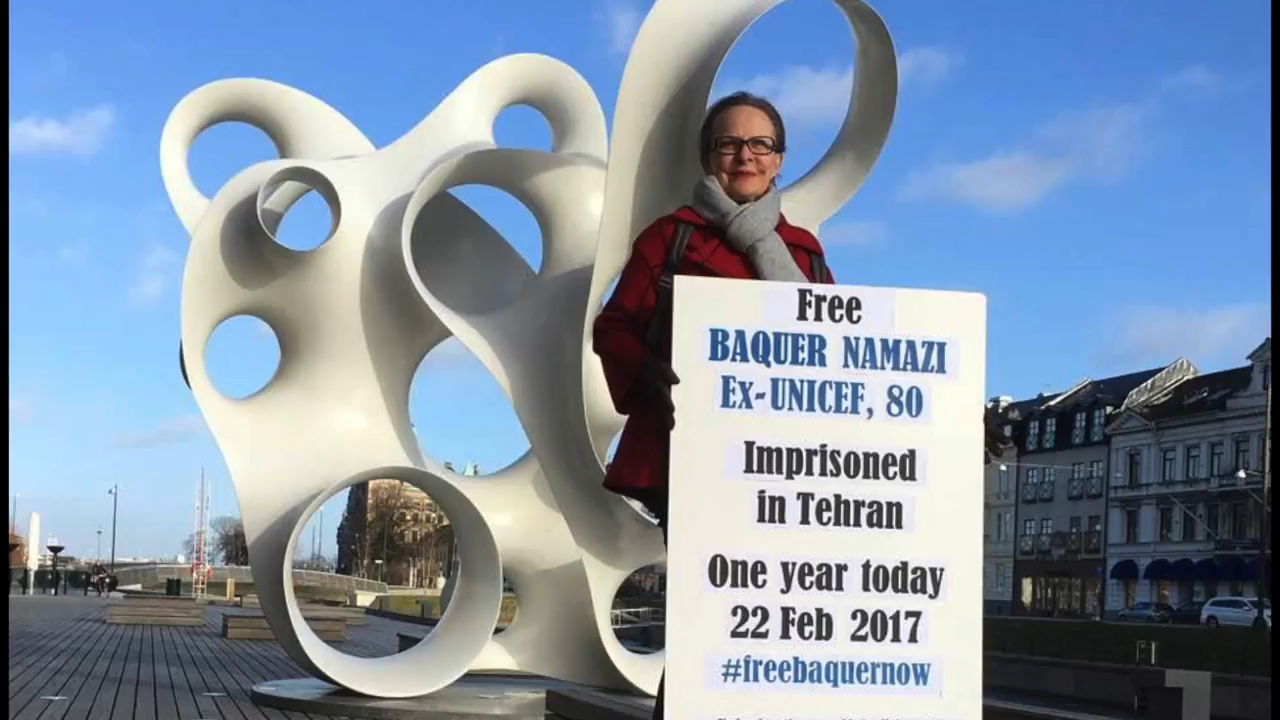 Free
BAQUER NAMAZI
Ex-UNICEF, 80
Imprisoned
in Tehran
One year today
22 Feb 2017
#freebaquernow